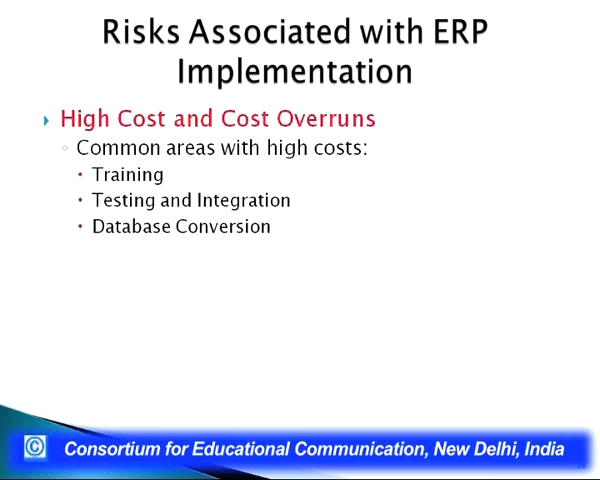 Risks Associated with ERP
Implementation
High Cost and Cost Overruns
Common areas with high costs:
Training
Testing and Integration
Database Conversion
© Consortium for Educational Communication, New Delhi, India